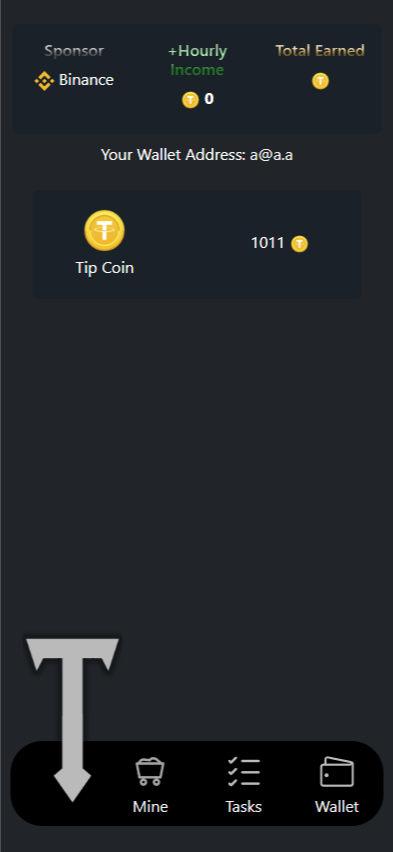 Sponsor
Binance
+Hourly
Income
0
Total Earned
Your Wallet Address: a@a.a
Tip Coin
1011
Mine
Tasks
Wallet